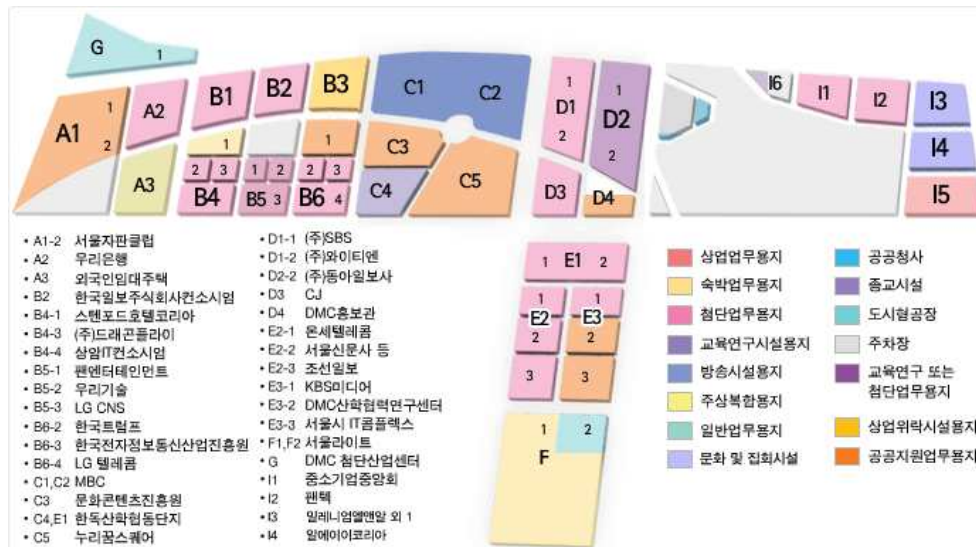 G 1
A1 1 2
A2
B1
B2
B3
C1 C2
1 D1 2
1 D2 2
I6
I1
I2
I3
A3
1
2 3 B4
1 2 B5 3
1
2 3 B6 4
C3
C4
C5
D3
D4
I4
I5
• A1-2 서울자판클럽
• A2 우리은행
• A3 외국인임대주택
• B2 한국일보주식회사컨소시엄
• B4-1 스텐포드호텔코리아
• B4-3 (주)드래곤플라이
• B4-4 상암IT컨소시엄
• B5-1 팬엔터테인먼트
• B5-2 우리기술
• B5-3 LG CNS
• B6-2 한국트럼프
• B6-3 한국전자정보통신산업진흥원
• B6-4 LG 텔레콤
• C1,C2 MBC
• C3 문화콘텐츠진흥원
• C4,E1 한독산학협동단지
• C5 누리꿈스퀘어
• D1-1 (주)SBS
• D1-2 (주)와이티엔
• D2-2 (주)동아일보사
• D3 CJ
• D4 DMC홍보관
• E2-1 온세텔레콤
• E2-2 서울신문사 등
• E2-3 조선일보
• E3-1 KBS미디어
• E3-2 DMC산학협력연구센터
• E3-3 서울시 IT콤플렉스
• F1,F2 서울라이트
• G DMC 첨단산업센터
• I1 중소기업중앙회
• I2 팬텍
• I3 밀레니엄엘앤알 외 1
• I4 알에이이코리아
1 E1 2
1 E2 2 3
1 E3 2 3
1 2
F
상업업무용지
숙박업무용지
첨단업무용지
교육연구시설용지
방송시설용지
주상복합용지
일반업무용지
문화 및 집회시설
공공청사
종교시설
도시형공장
주차장
교육연구 또는
첨단업무용지
상업위락시설용지
공공지원업무용지